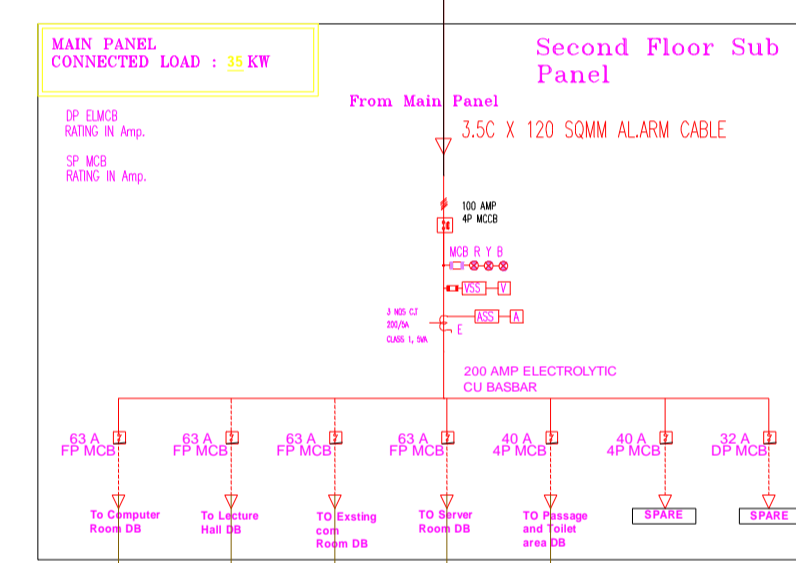 MAIN PANEL
CONNECTED LOAD : 35 KW
Second Floor Sub
Panel
From Main Panel
DP ELMCB
RATING IN Amp.
3.5C X 120 SQMM AL.ARM CABLE
SP MCB
RATING IN Amp.
100 AMP
4P MCCB
MCB R Y B
VSS V
3 NOS C.T
200/5A
CLASS 1, 5VA
ASS A
E
200 AMP ELECTROLYTIC
CU BASBAR
63 A
FP MCB
63 A
FP MCB
63 A
FP MCB
63 A
FP MCB
40 A
4P MCB
40 A
4P MCB
32 A
DP MCB
To Computer
Room DB
To Lecture
Hall DB
TO Exsting
com
Room DB
TO Server
Room DB
TO Passage
and Toilet
area DB
SPARE
SPARE